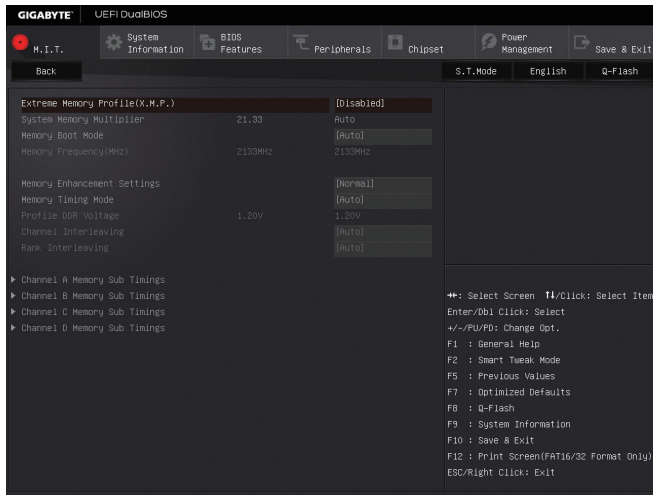 GIGABYTE™ UEFI DualBIOS
M.I.T. System Information BIOS Features Peripherals Chipset Power Management Save & Exit
Back S.T.Mode English Q-Flash
Extreme Memory Profile(X.M.P.) [Disabled]
System Memory Multiplier 21.33 Auto
Memory Boot Mode [Auto]
Memory Frequency(MHz) 2133MHz 2133MHz
Memory Enhancement Settings [Normal]
Memory Timing Mode [Auto]
Profile DDR Voltage 1.20V 1.20V
Channel Interleaving [Auto]
Rank Interleaving [Auto]
▶ Channel A Memory Sub Timings
▶ Channel B Memory Sub Timings
▶ Channel C Memory Sub Timings
▶ Channel D Memory Sub Timings
→←: Select Screen ↑↓/Click: Select Item
Enter/Dbl Click: Select
+/-/PU/PD: Change Opt.
F1 : General Help
F2 : Smart Tweak Mode
F5 : Previous Values
F7 : Optimized Defaults
F8 : Q-Flash
F9 : System Information
F10 : Save & Exit
F12 : Print Screen(FAT16/32 Format Only)
ESC/Right Click: Exit